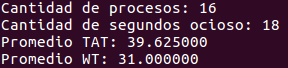 Cantidad de procesos: 16
Cantidad de segundos ocioso: 18
Promedio TAT: 39.625000
Promedio WT: 31.000000